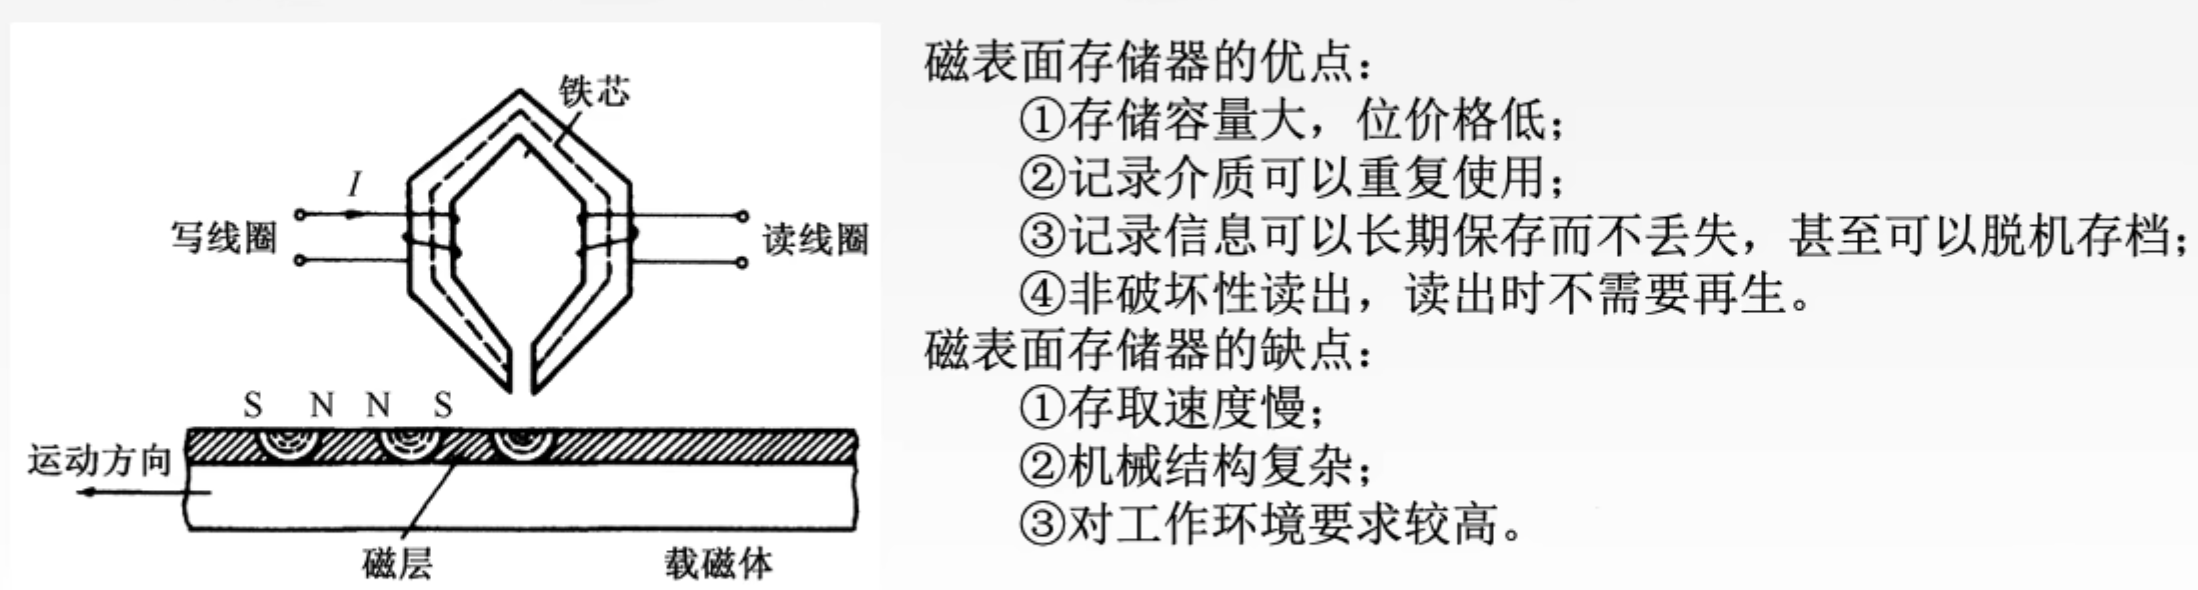 铁芯
I
写线圈
读线圈
S N N S
运动方向
磁层
载磁体
磁表面存储器的优点：
①存储容量大，位价格低；
②记录介质可以重复使用；
③记录信息可以长期保存而不丢失，甚至可以脱机存档；
④非破坏性读出，读出时不需要再生。
磁表面存储器的缺点：
①存取速度慢；
②机械结构复杂；
③对工作环境要求较高。